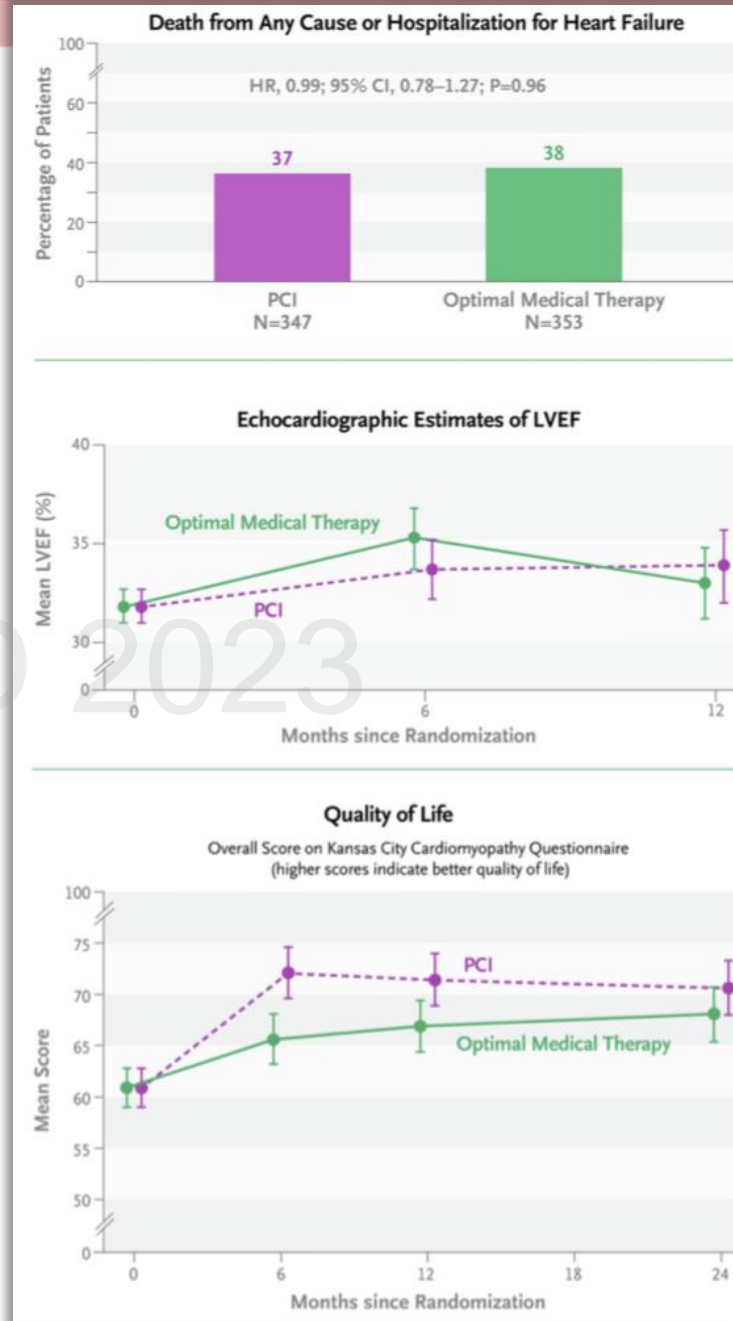 Death from Any Cause or Hospitalization for Heart Failure
100
60
40
20
0
Percentage of Patients
HR, 0.99; 95% CI, 0.78–1.27; P=0.96
37
38
PCI
N=347
Optimal Medical Therapy
N=353
Echocardiographic Estimates of LVEF
40
35
30
0
Mean LVEF (%)
Optimal Medical Therapy
PCI
2023
0
6
12
Months since Randomization
Quality of Life
Overall Score on Kansas City Cardiomyopathy Questionnaire
(higher scores indicate better quality of life)
100
75
70
65
60
55
50
0
Mean Score
PCI
Optimal Medical Therapy
0
6
12
18
24
Months since Randomization